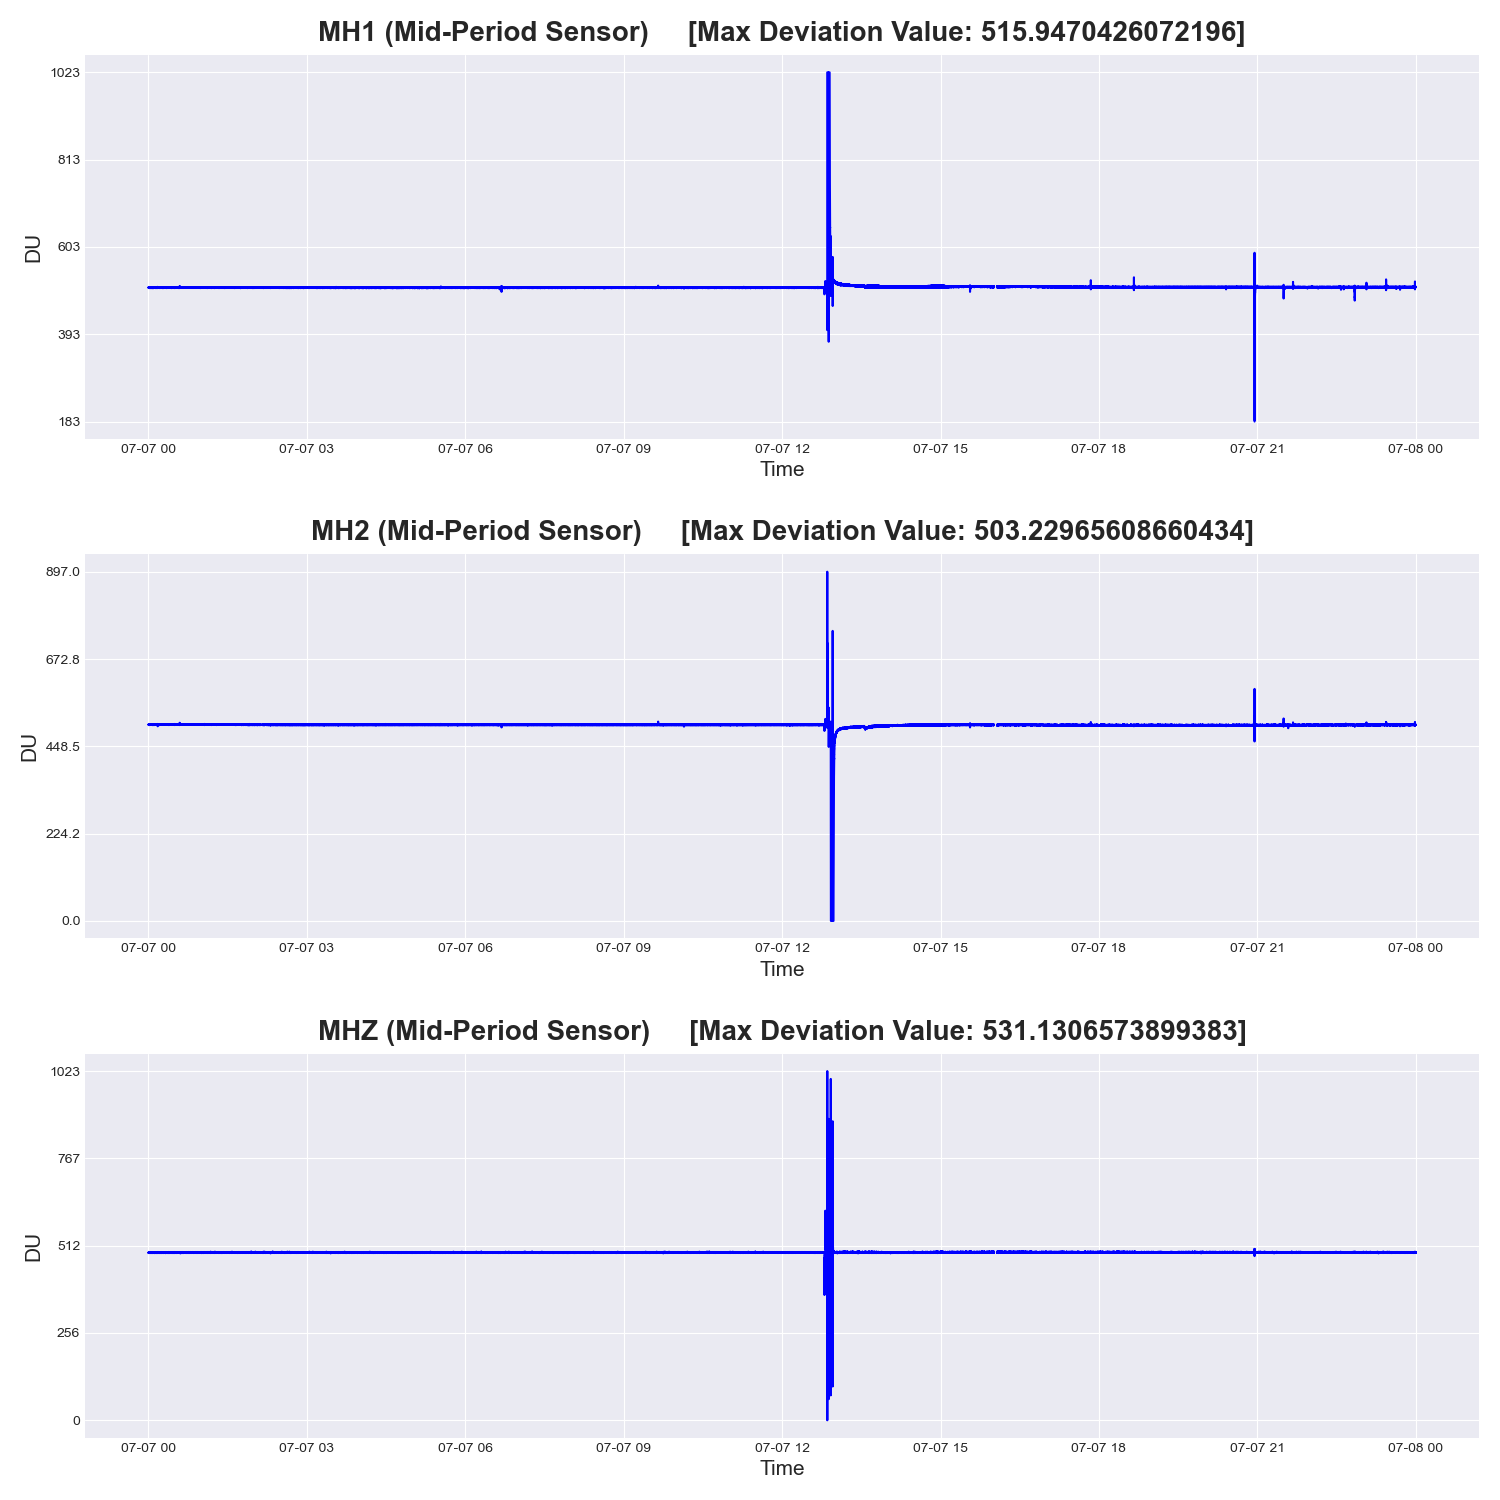 MH1 (Mid-Period Sensor) [Max Deviation Value: 515.9470426072196]
1023
813
603
393
183
DU
07-07 00 07-07 03 07-07 06 07-07 09 07-07 12 07-07 15 07-07 18 07-07 21 07-08 00
Time
MH2 (Mid-Period Sensor) [Max Deviation Value: 503.22965608660434]
897.0
672.8
448.5
224.2
0.0
DU
07-07 00 07-07 03 07-07 06 07-07 09 07-07 12 07-07 15 07-07 18 07-07 21 07-08 00
Time
MHZ (Mid-Period Sensor) [Max Deviation Value: 531.1306573899383]
1023
767
512
256
0
DU
07-07 00 07-07 03 07-07 06 07-07 09 07-07 12 07-07 15 07-07 18 07-07 21 07-08 00
Time